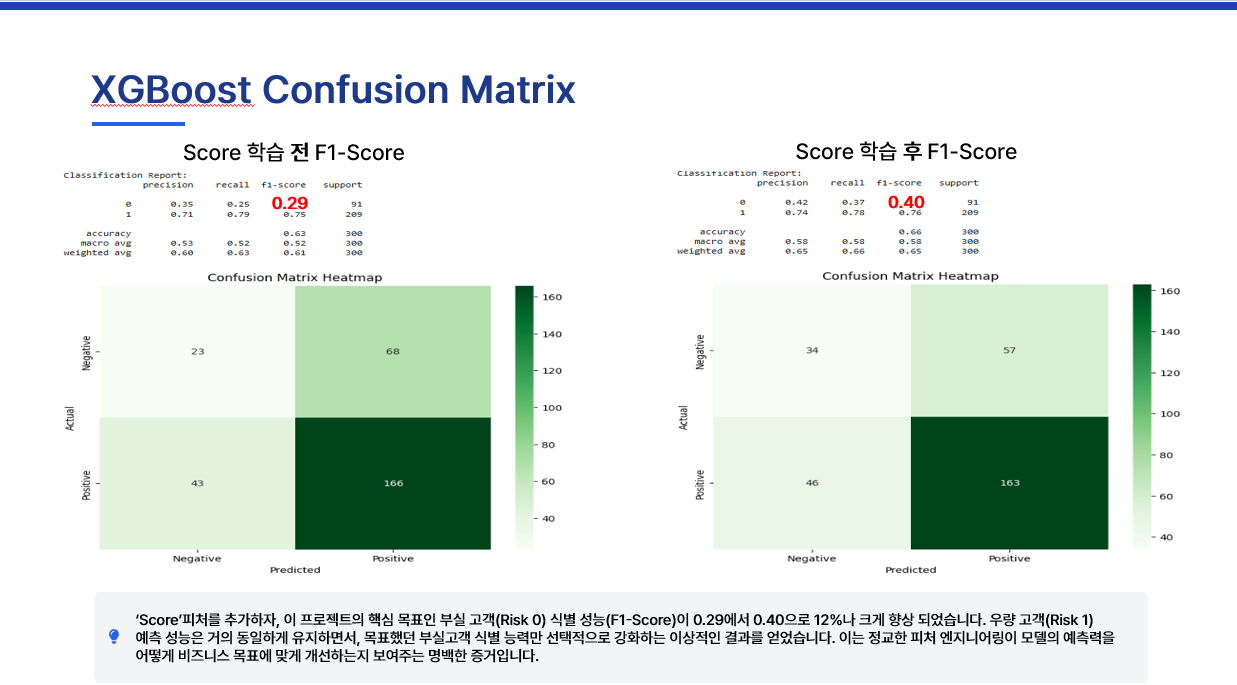 XGBoost Confusion Matrix
Score 학습 전 F1-Score
Classification Report:
precision recall f1-score support
0 0.35 0.25 0.29 91
1 0.71 0.79 0.75 209
accuracy 0.63 300
macro avg 0.53 0.52 0.52 300
weighted avg 0.60 0.63 0.61 300
Confusion Matrix Heatmap
Actual
Negative
23 68
Positive
43 166
Negative Positive
Predicted
160
140
120
100
80
60
40
Score 학습 후 F1-Score
Classification Report:
precision recall f1-score support
0 0.42 0.37 0.40 91
1 0.74 0.78 0.76 209
accuracy 0.66 300
macro avg 0.58 0.58 0.58 300
weighted avg 0.65 0.66 0.65 300
Confusion Matrix Heatmap
Actual
Negative
34 57
Positive
46 163
Negative Positive
Predicted
160
140
120
100
80
60
40
‘Score’피처를 추가하자, 이 프로젝트의 핵심 목표인 부실 고객(Risk 0) 식별 성능(F1-Score)이 0.29에서 0.40으로 12%나 크게 향상 되었습니다. 우량 고객(Risk 1)
예측 성능은 거의 동일하게 유지하면서, 목표했던 부실고객 식별 능력만 선택적으로 강화하는 이상적인 결과를 얻었습니다. 이는 정교한 피처 엔지니어링이 모델의 예측력을
어떻게 비즈니스 목표에 맞게 개선하는지 보여주는 명백한 증거입니다.